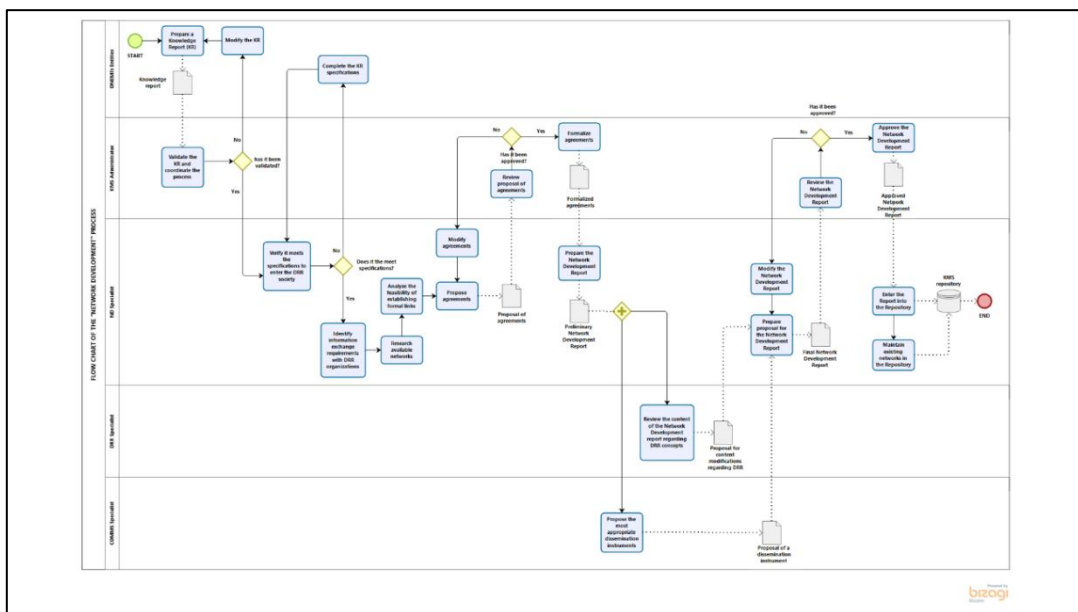 FLOW CHART OF THE "NETWORK DEVELOPMENT" PROCESS
START
Prepare a
Knowledge
Report (KR)
Modify the KR
Knowledge
report
Complete the KR
specifications
KMS Administrator
Validate the
KR and
coordinate the
process
No
has it been
validated?
Yes
No
Has it been
approved?
Yes
Formalize
agreements
Review
proposal of
agreements
Formalized
agreements
Has it been
approved?
No
Yes
Approve the
Network
Development
Report
Review the
Network
Development
Report
Approved
Network
Development
Report
ND Specialist
Verify it meets
the
specifications to
enter the DRR
society
No
Does it the meet
specifications?
Yes
Identify
information
exchange
requirements
with DRR
organizations
Research
available
networks
Analyze the
feasibility of
establishing
formal links
Modify
agreements
Propose
agreements
Proposal of
agreements
Prepare the
Network
Development
Report
Preliminary
Network
Development
Report
Modify the
Network
Development
Report
Prepare
proposal for
the Network
Development
Report
Final Network
Development
Report
Enter the
Report into
the Repository
Maintain
existing
networks in
the Repository
KMS
repository
END
DRR Specialist
Review the content
of the Network
Development
report regarding
DRR concepts
Proposal for
content
modifications
regarding DRR
COMMS Specialist
Propose the
most
appropriate
dissemination
instruments
Proposal of a
dissemination
instrument
Powered by
bizagi
Modeler